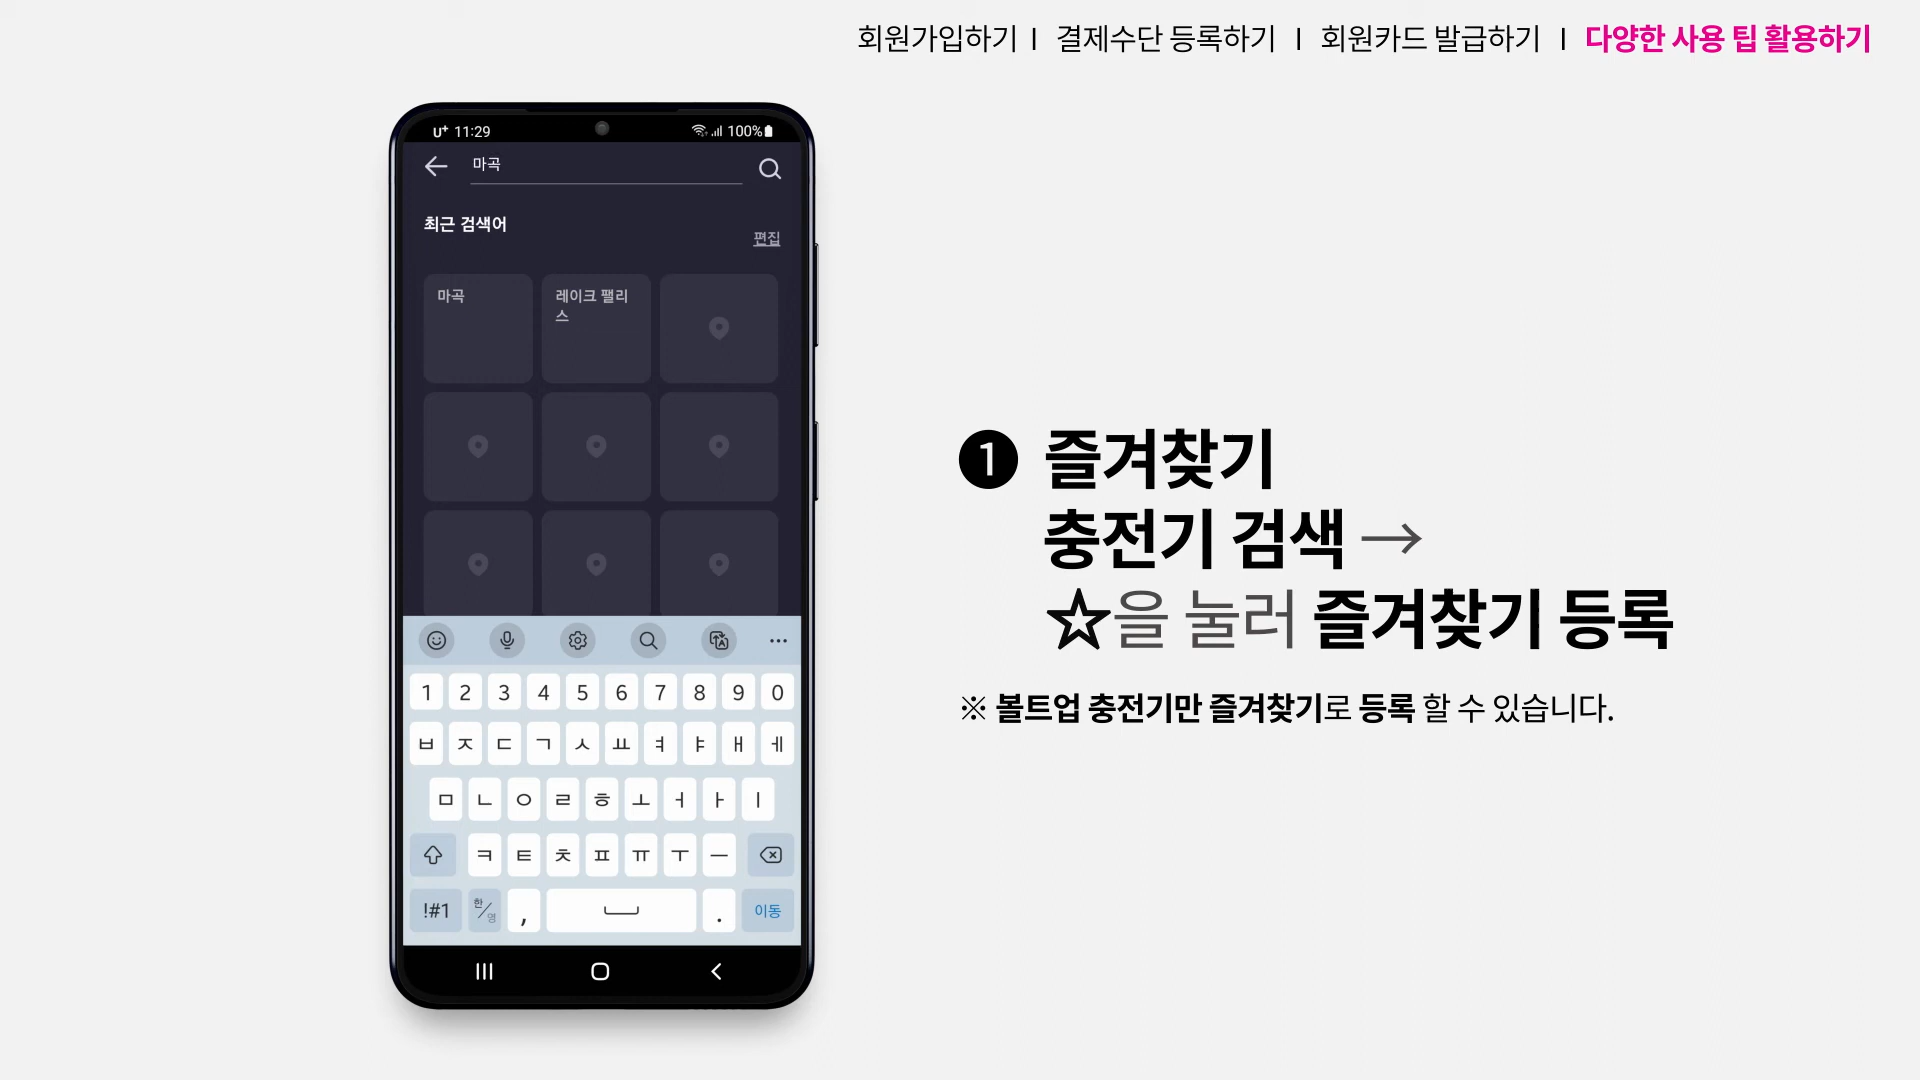 회원가입하기 I 결제수단 등록하기 I 회원카드 발급하기 I 다양한 사용 팁 활용하기
U⁺ 11:29 100%
마곡
최근 검색어
편집
마곡
레이크 팰리
스
1 2 3 4 5 6 7 8 9 0
ㅂ ㅈ ㄷ ㄱ ㅅ ㅛ ㅕ ㅑ ㅐ ㅔ
ㅁ ㄴ ㅇ ㄹ ㅎ ㅗ ㅓ ㅏ ㅣ
ㅋ ㅌ ㅊ ㅍ ㅠ ㅜ ㅡ
!#1 한/영 , . 이동
❶ 즐겨찾기
충전기 검색 →
☆을 눌러 즐겨찾기 등록
※ 볼트업 충전기만 즐겨찾기로 등록 할 수 있습니다.